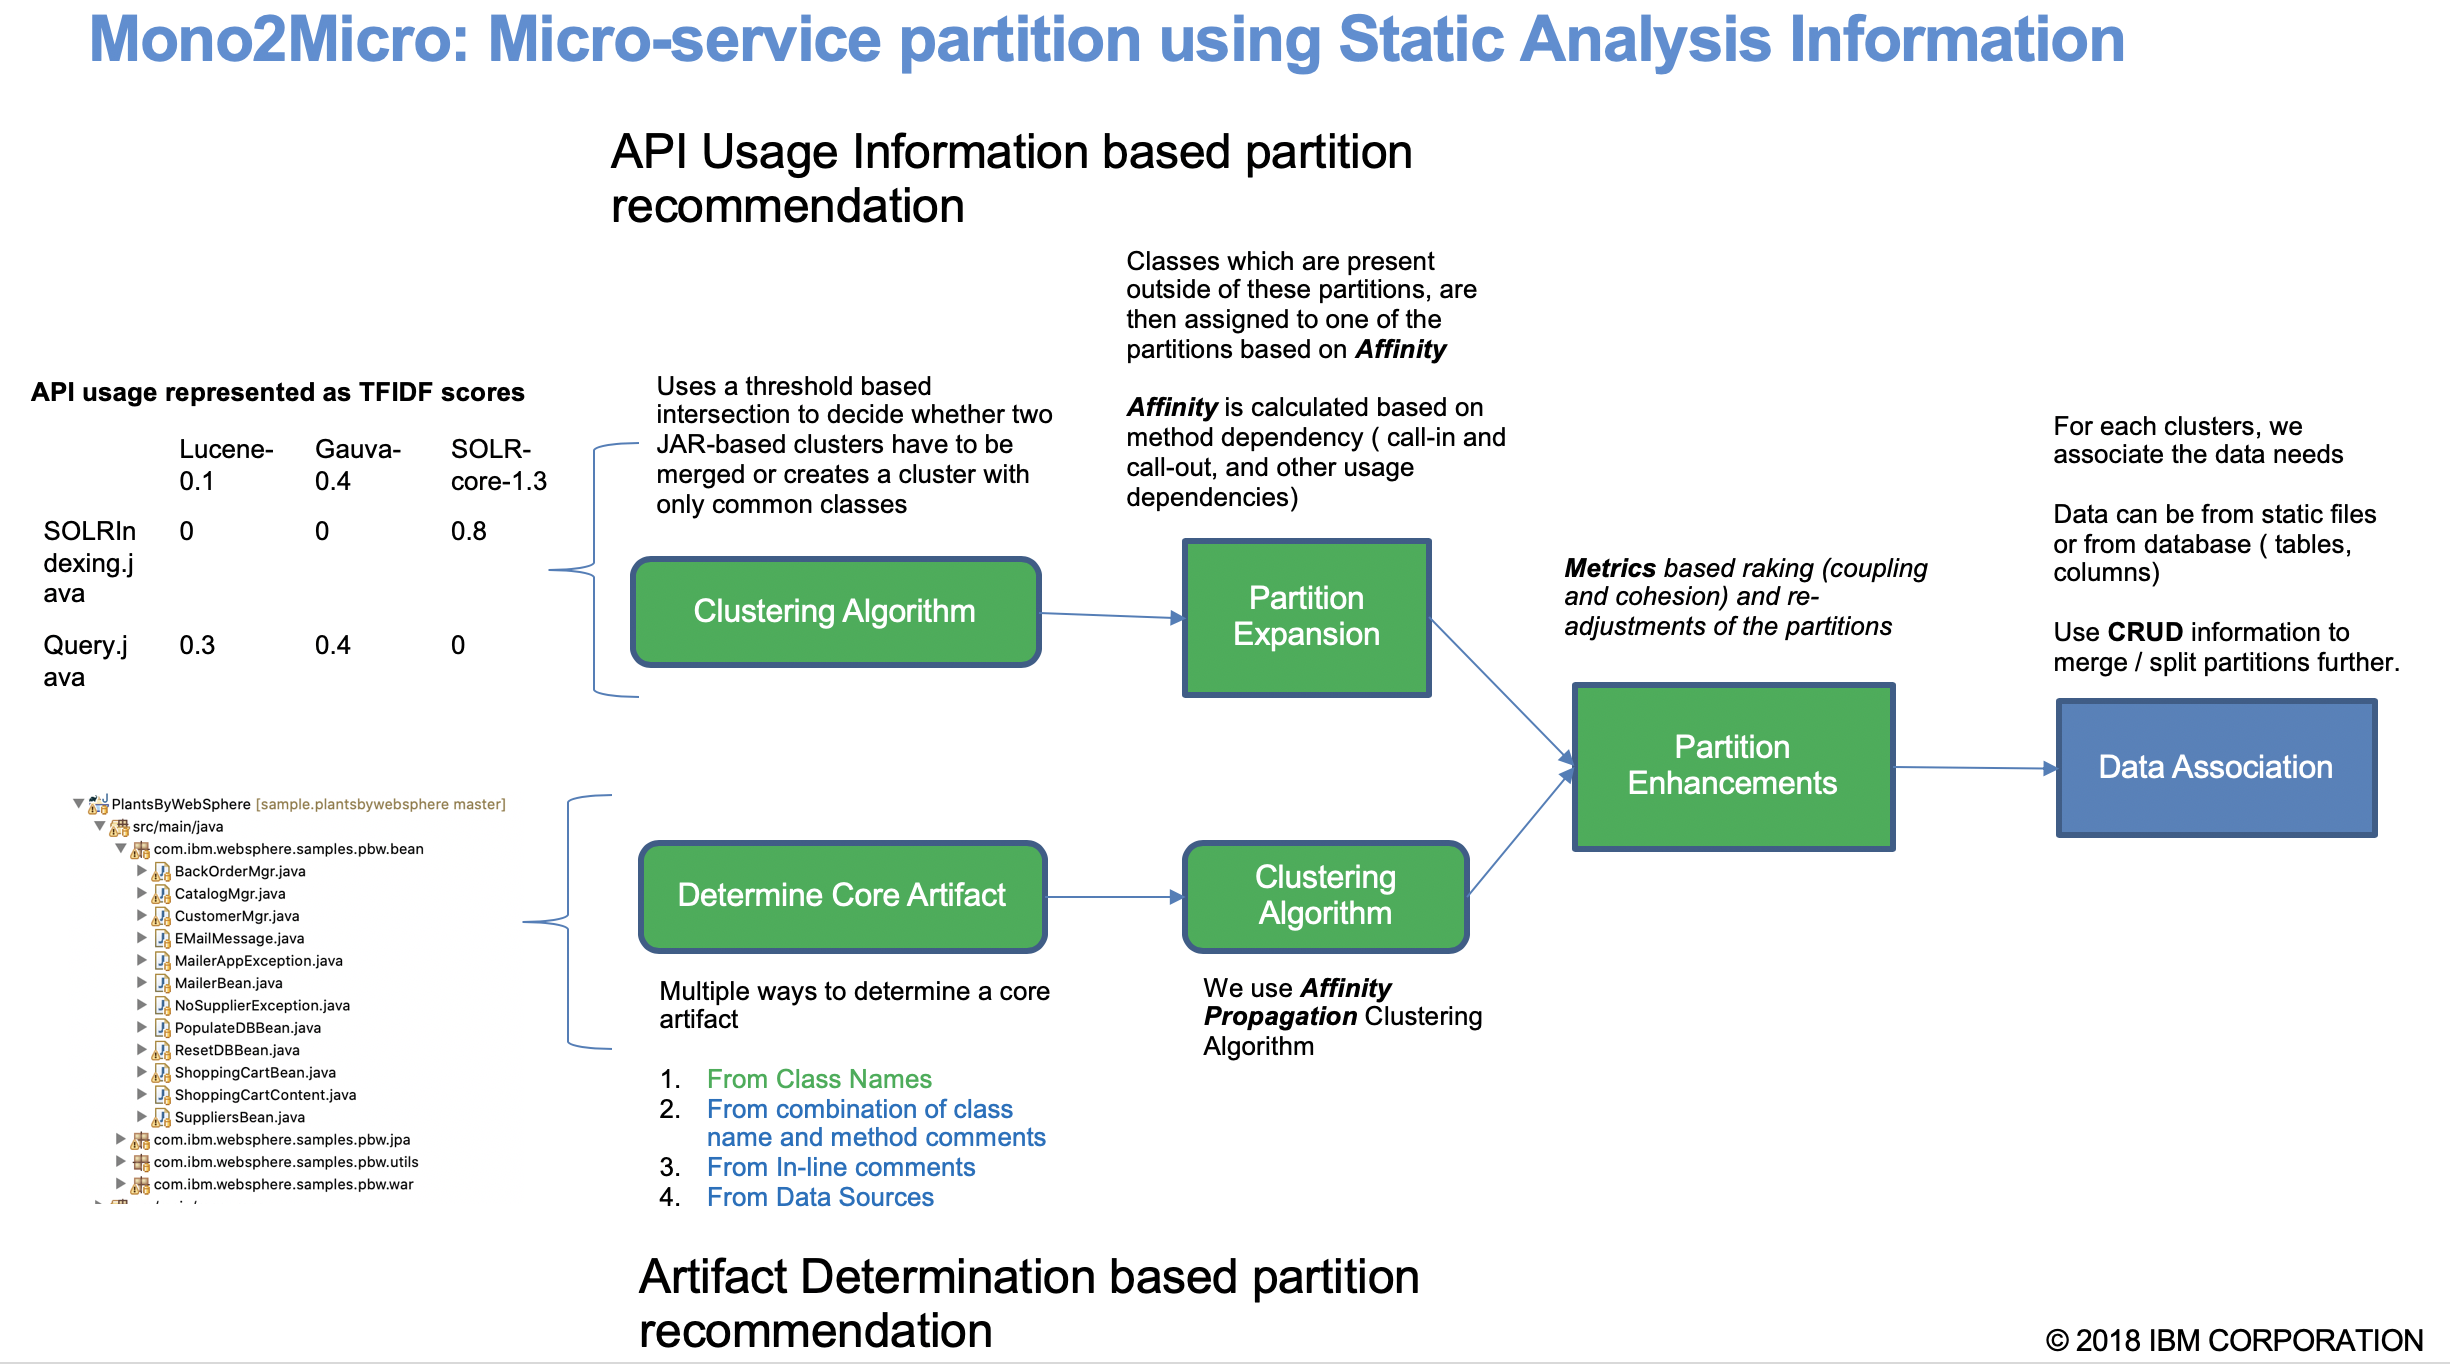 Mono2Micro: Micro-service partition using Static Analysis Information
API Usage Information based partition
recommendation
API usage represented as TFIDF scores
Lucene-
0.1
Gauva-
0.4
SOLR-
core-1.3
SOLRIn
dexing.j
ava
0
0
0.8
Query.j
ava
0.3
0.4
0
Uses a threshold based
intersection to decide whether two
JAR-based clusters have to be
merged or creates a cluster with
only common classes
Clustering Algorithm
Classes which are present
outside of these partitions, are
then assigned to one of the
partitions based on Affinity
Affinity is calculated based on
method dependency ( call-in and
call-out, and other usage
dependencies)
Partition
Expansion
Metrics based raking (coupling
and cohesion) and re-
adjustments of the partitions
Partition
Enhancements
For each clusters, we
associate the data needs
Data can be from static files
or from database ( tables,
columns)
Use CRUD information to
merge / split partitions further.
Data Association
PlantsByWebSphere [sample.plantsbywebsphere master]
src/main/java
com.ibm.websphere.samples.pbw.bean
BackOrderMgr.java
CatalogMgr.java
CustomerMgr.java
EMailMessage.java
MailerAppException.java
MailerBean.java
NoSupplierException.java
PopulateDBBean.java
ResetDBBean.java
ShoppingCartBean.java
ShoppingCartContent.java
SuppliersBean.java
com.ibm.websphere.samples.pbw.jpa
com.ibm.websphere.samples.pbw.utils
com.ibm.websphere.samples.pbw.war
Determine Core Artifact
Multiple ways to determine a core
artifact
1. From Class Names
2. From combination of class
name and method comments
3. From In-line comments
4. From Data Sources
Clustering
Algorithm
We use Affinity
Propagation Clustering
Algorithm
Artifact Determination based partition
recommendation
© 2018 IBM CORPORATION